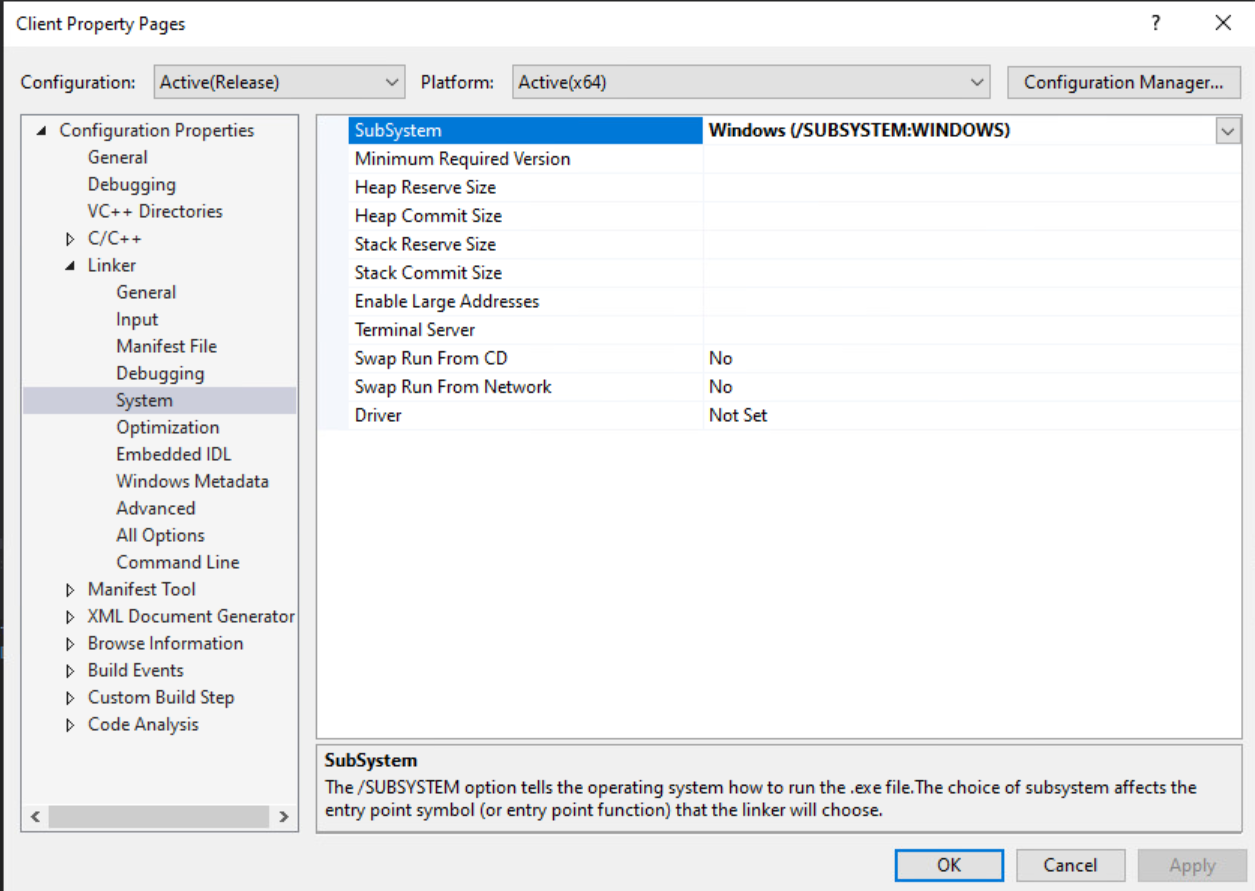 Client Property Pages
?
Configuration: Active(Release) Platform: Active(x64) Configuration Manager...
Configuration Properties
General
Debugging
VC++ Directories
C/C++
Linker
General
Input
Manifest File
Debugging
System
Optimization
Embedded IDL
Windows Metadata
Advanced
All Options
Command Line
Manifest Tool
XML Document Generator
Browse Information
Build Events
Custom Build Step
Code Analysis
SubSystem Windows (/SUBSYSTEM:WINDOWS)
Minimum Required Version
Heap Reserve Size
Heap Commit Size
Stack Reserve Size
Stack Commit Size
Enable Large Addresses
Terminal Server
Swap Run From CD No
Swap Run From Network No
Driver Not Set
SubSystem
The /SUBSYSTEM option tells the operating system how to run the .exe file.The choice of subsystem affects the
entry point symbol (or entry point function) that the linker will choose.
OK Cancel Apply